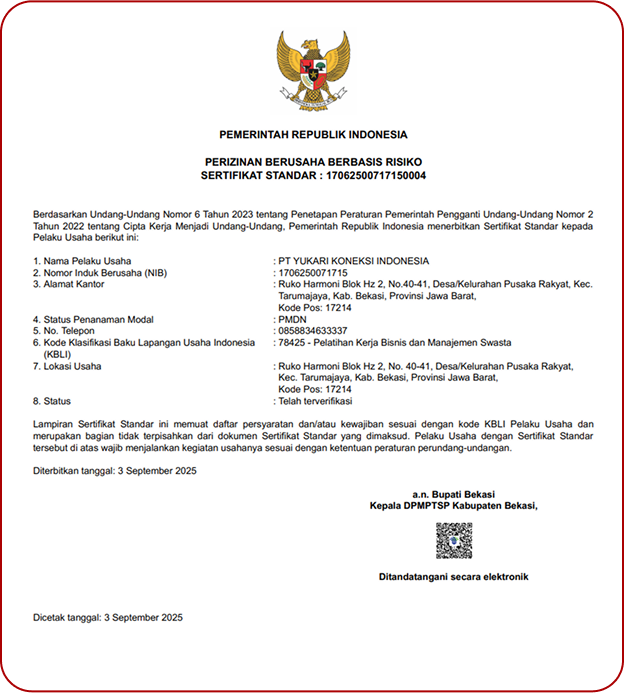 PEMERINTAH REPUBLIK INDONESIA
PERIZINAN BERUSAHA BERBASIS RISIKO
SERTIFIKAT STANDAR : 17062500717150004
Berdasarkan Undang-Undang Nomor 6 Tahun 2023 tentang Penetapan Peraturan Pemerintah Pengganti Undang-Undang Nomor 2
Tahun 2022 tentang Cipta Kerja Menjadi Undang-Undang, Pemerintah Republik Indonesia menerbitkan Sertifikat Standar kepada
Pelaku Usaha berikut ini:
1. Nama Pelaku Usaha : PT YUKARI KONEKSI INDONESIA
2. Nomor Induk Berusaha (NIB) : 1706250071715
3. Alamat Kantor : Ruko Harmoni Blok Hz 2, No.40-41, Desa/Kelurahan Pusaka Rakyat, Kec.
Tarumajaya, Kab. Bekasi, Provinsi Jawa Barat,
Kode Pos: 17214
4. Status Penanaman Modal : PMDN
5. No. Telepon : 0858834633337
6. Kode Klasifikasi Baku Lapangan Usaha Indonesia : 78425 - Pelatihan Kerja Bisnis dan Manajemen Swasta
(KBLI)
7. Lokasi Usaha : Ruko Harmoni Blok Hz 2, No. 40-41, Desa/Kelurahan Pusaka Rakyat,
Kec. Tarumajaya, Kab. Bekasi, Provinsi Jawa Barat,
Kode Pos: 17214
8. Status : Telah terverifikasi
Lampiran Sertifikat Standar ini memuat daftar persyaratan dan/atau kewajiban sesuai dengan kode KBLI Pelaku Usaha dan
merupakan bagian tidak terpisahkan dari dokumen Sertifikat Standar yang dimaksud. Pelaku Usaha dengan Sertifikat Standar
tersebut di atas wajib menjalankan kegiatan usahanya sesuai dengan ketentuan peraturan perundang-undangan.
Diterbitkan tanggal: 3 September 2025
a.n. Bupati Bekasi
Kepala DPMPTSP Kabupaten Bekasi,
Ditandatangani secara elektronik
Dicetak tanggal: 3 September 2025